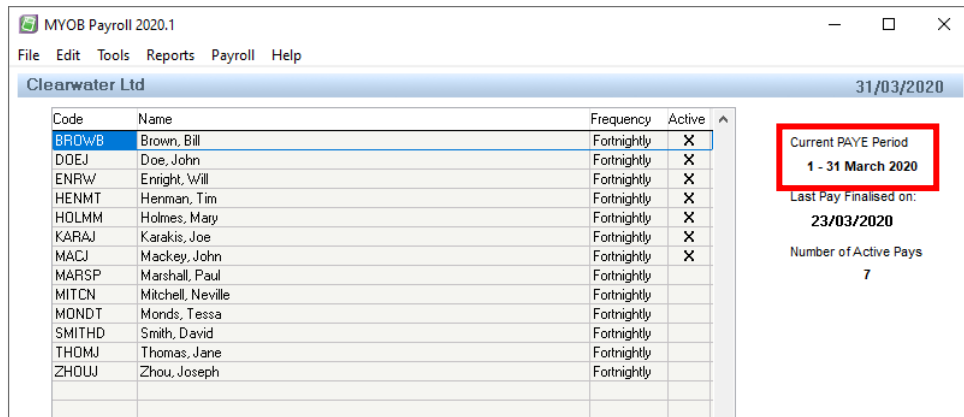 MYOB Payroll 2020.1
File Edit Tools Reports Payroll Help
Clearwater Ltd 31/03/2020
Code Name Frequency Active
BROWB Brown, Bill Fortnightly X
DOEJ Doe, John Fortnightly X
ENRW Enright, Will Fortnightly X
HENMT Henman, Tim Fortnightly X
HOLMM Holmes, Mary Fortnightly X
KARAJ Karakis, Joe Fortnightly X
MACJ Mackey, John Fortnightly X
MARSP Marshall, Paul Fortnightly
MITCN Mitchell, Neville Fortnightly
MONDT Monds, Tessa Fortnightly
SMITHD Smith, David Fortnightly
THOMJ Thomas, Jane Fortnightly
ZHOUJ Zhou, Joseph Fortnightly
Current PAYE Period
1 - 31 March 2020
Last Pay Finalised on:
23/03/2020
Number of Active Pays
7